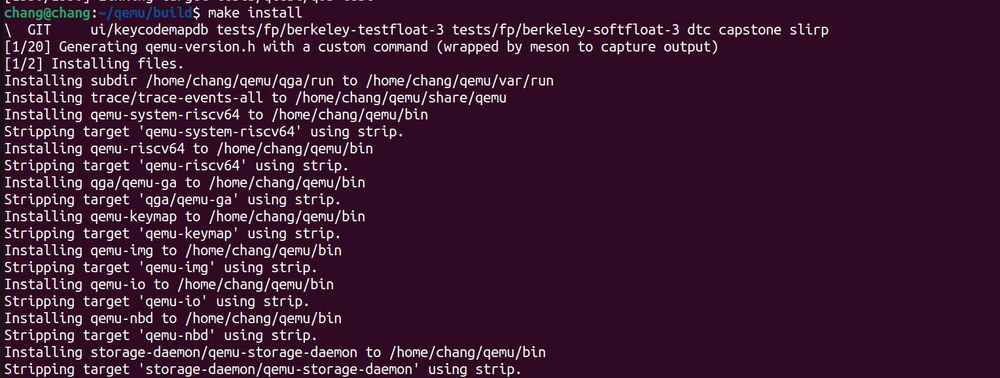 chang@chang:~/qemu/build$ make install
\  GIT     ui/keycodemapdb tests/fp/berkeley-testfloat-3 tests/fp/berkeley-softfloat-3 dtc capstone slirp
[1/20] Generating qemu-version.h with a custom command (wrapped by meson to capture output)
[1/2] Installing files.
Installing subdir /home/chang/qemu/qga/run to /home/chang/qemu/var/run
Installing trace/trace-events-all to /home/chang/qemu/share/qemu
Installing qemu-system-riscv64 to /home/chang/qemu/bin
Stripping target 'qemu-system-riscv64' using strip.
Installing qemu-riscv64 to /home/chang/qemu/bin
Stripping target 'qemu-riscv64' using strip.
Installing qga/qemu-ga to /home/chang/qemu/bin
Stripping target 'qga/qemu-ga' using strip.
Installing qemu-keymap to /home/chang/qemu/bin
Stripping target 'qemu-keymap' using strip.
Installing qemu-img to /home/chang/qemu/bin
Stripping target 'qemu-img' using strip.
Installing qemu-io to /home/chang/qemu/bin
Stripping target 'qemu-io' using strip.
Installing qemu-nbd to /home/chang/qemu/bin
Stripping target 'qemu-nbd' using strip.
Installing storage-daemon/qemu-storage-daemon to /home/chang/qemu/bin
Stripping target 'storage-daemon/qemu-storage-daemon' using strip.